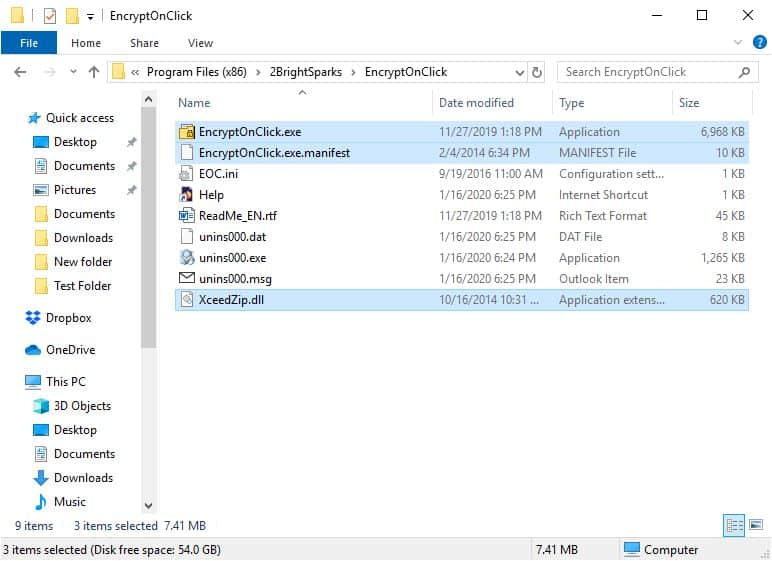 EncryptOnClick
File Home Share View
« Program Files (x86) › 2BrightSparks › EncryptOnClick Search EncryptOnClick
Name Date modified Type Size
Quick access
Desktop
Documents
Pictures
Documents
Downloads
New folder
Test Folder
Dropbox
OneDrive
This PC
3D Objects
Desktop
Documents
Downloads
Music
EncryptOnClick.exe 11/27/2019 1:18 PM Application 6,968 KB
EncryptOnClick.exe.manifest 2/4/2014 6:34 PM MANIFEST File 10 KB
EOC.ini 9/19/2016 11:00 AM Configuration sett... 1 KB
Help 1/16/2020 6:25 PM Internet Shortcut 1 KB
ReadMe_EN.rtf 11/27/2019 1:18 PM Rich Text Format 45 KB
unins000.dat 1/16/2020 6:25 PM DAT File 8 KB
unins000.exe 1/16/2020 6:24 PM Application 1,265 KB
unins000.msg 1/16/2020 6:25 PM Outlook Item 23 KB
XceedZip.dll 10/16/2014 10:31 ... Application extens... 620 KB
9 items 3 items selected 7.41 MB
3 items selected (Disk free space: 54.0 GB) 7.41 MB Computer